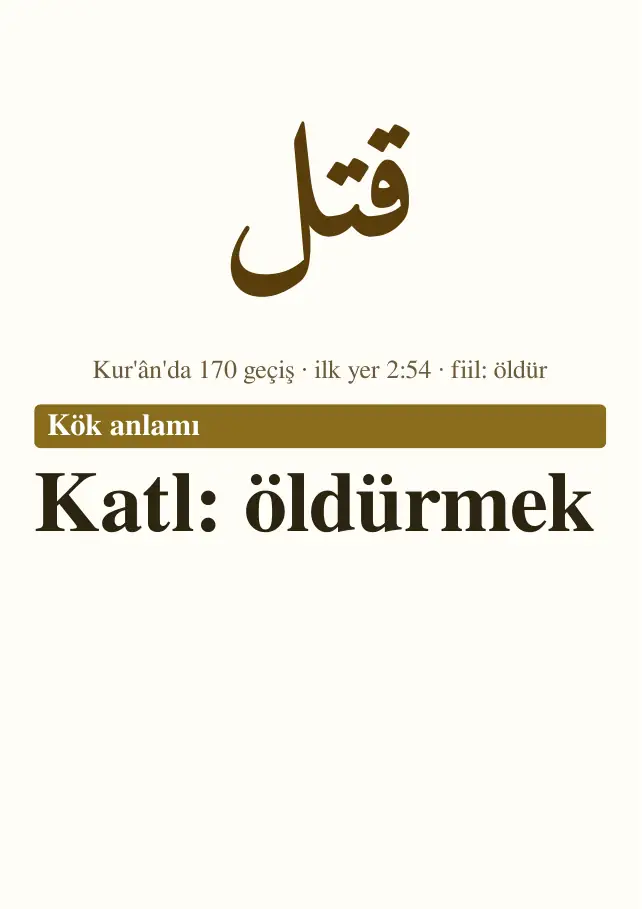 قتل
Kur'ân'da 170 geçiş · ilk yer 2:54 · fiil: öldür
Kök anlamı
Katl: öldürmek